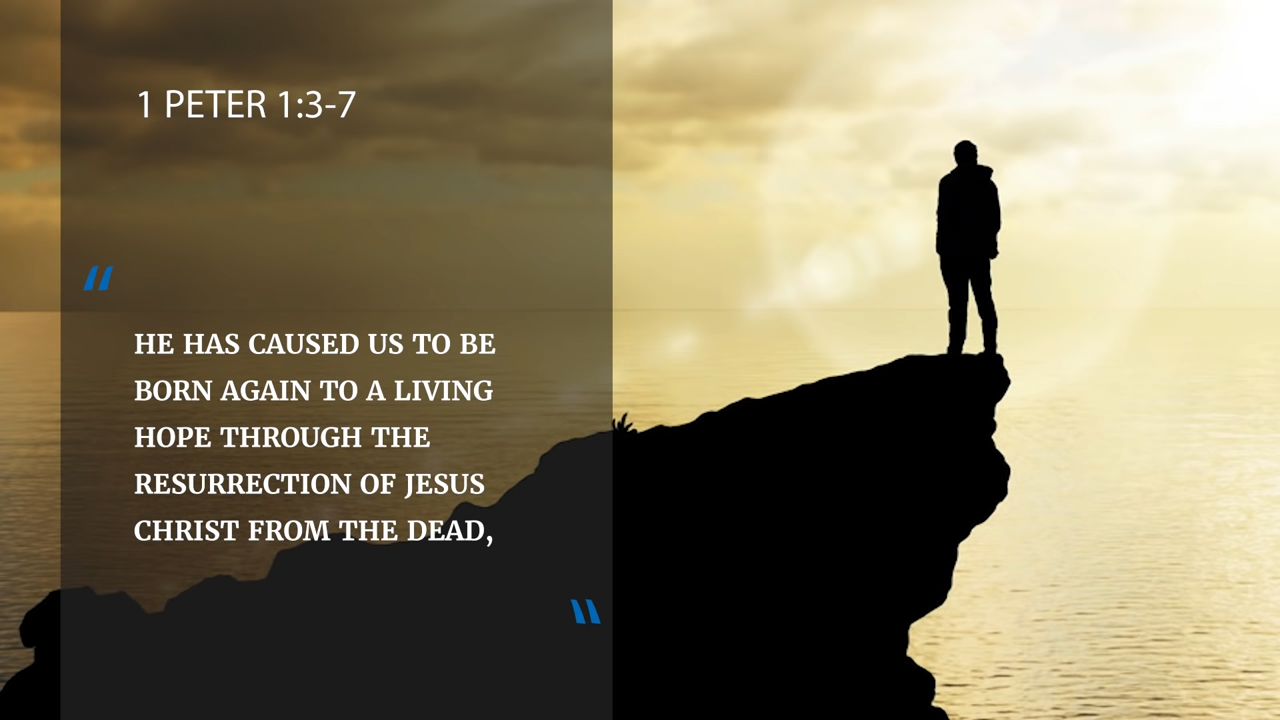 1 PETER 1:3-7
"
HE HAS CAUSED US TO BE
BORN AGAIN TO A LIVING
HOPE THROUGH THE
RESURRECTION OF JESUS
CHRIST FROM THE DEAD,
"